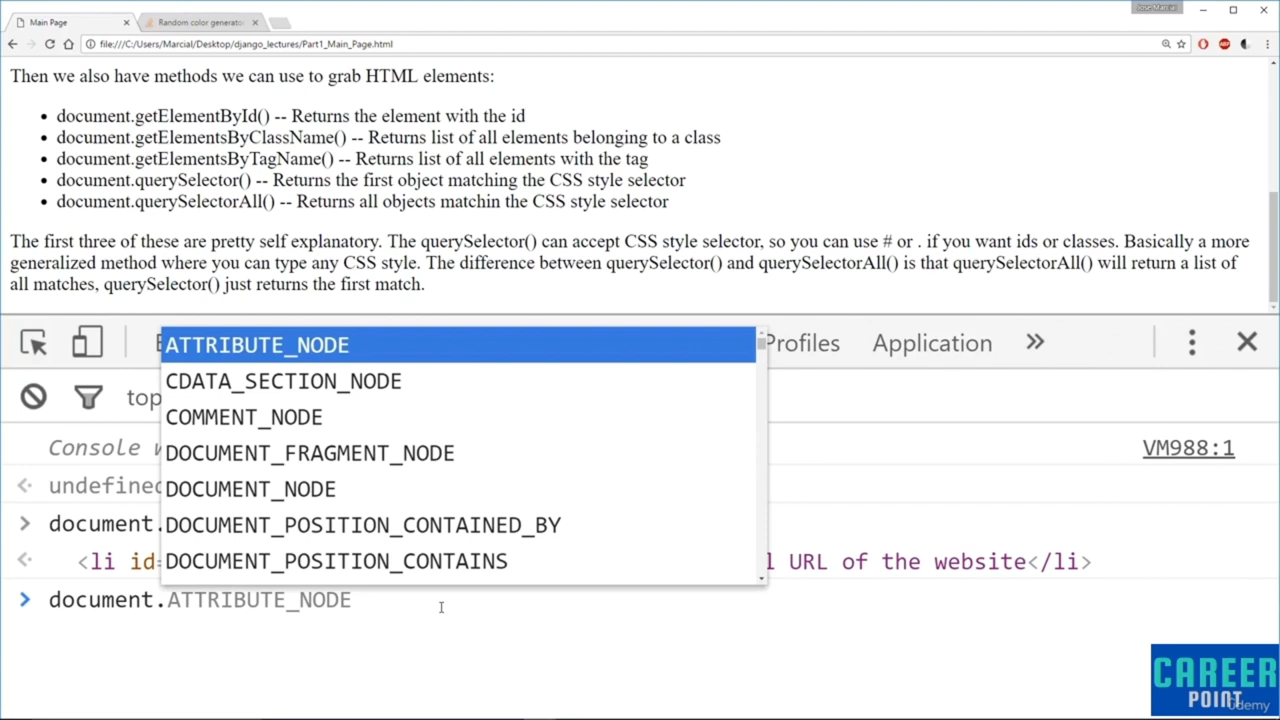 Jose Marcial
Main Page
Random color generator
file:///C:/Users/Marcial/Desktop/django_lectures/Part1_Main_Page.html
Then we also have methods we can use to grab HTML elements:
document.getElementById() -- Returns the element with the id
document.getElementsByClassName() -- Returns list of all elements belonging to a class
document.getElementsByTagName() -- Returns list of all elements with the tag
document.querySelector() -- Returns the first object matching the CSS style selector
document.querySelectorAll() -- Returns all objects matchin the CSS style selector
The first three of these are pretty self explanatory. The querySelector() can accept CSS style selector, so you can use # or . if you want ids or classes. Basically a more
generalized method where you can type any CSS style. The difference between querySelector() and querySelectorAll() is that querySelectorAll() will return a list of
all matches, querySelector() just returns the first match.
Profiles Application »
top
ATTRIBUTE_NODE
CDATA_SECTION_NODE
COMMENT_NODE
DOCUMENT_FRAGMENT_NODE
DOCUMENT_NODE
DOCUMENT_POSITION_CONTAINED_BY
DOCUMENT_POSITION_CONTAINS
Console VM988:1
undefined
> document.
<li id= URL of the website</li>
> document.ATTRIBUTE_NODE
CAREER
POINT
Udemy